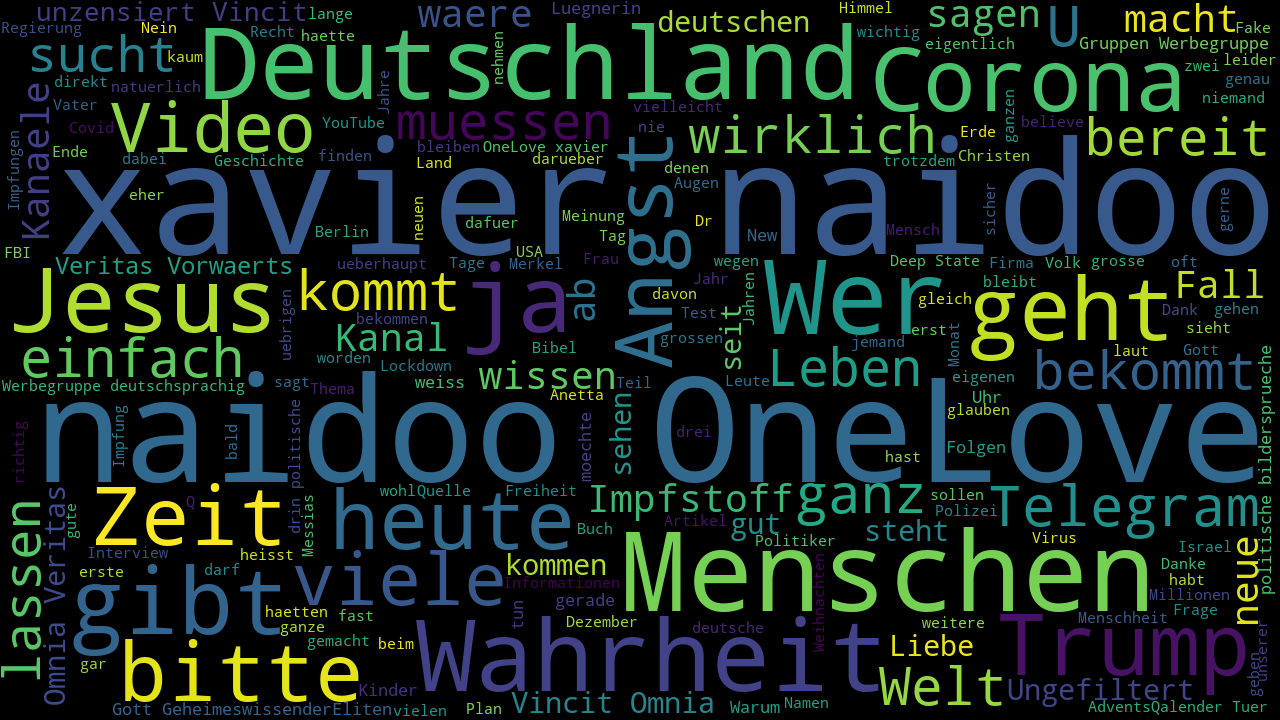 unzensiert Vincit lange waere Luegnerin deutschen Himmel sagen U macht
Regierung Nein Recht haette wichtig eigentlich Gruppen Werbegruppe Fake
sucht kaum Deutschland nehmen Corona zwei leider
direkt natuerlich Jahre genau
Kanaele Vater Video YouTube muessen vielleicht wirklich ganzen believe niemand
Covid bleiben OneLove xavier nie Erde bereit
Impfungen Ende dabei Geschichte finden Land darueber Angst denen trotzdem Christen
xavier naidoo
eher neuen dafuer Meinung Augen Dr sicher gerne
FBI Berlin USA Tag New Mensch
Veritas Vorwaerts ueberhaupt Tage Merkel Frau wegen Deep State Firma Volk grosse oft
Jesus kommt ja ab Jahr Wer bleibt geht Fall
uebrigen bekommen davon Jahren gleich Dank gehen
Kanal Test seit erst sieht
einfach worden Bibel grossen jemand Monat laut Gott
Lockdown wissen Leben bekommt
Werbegruppe deutschsprachig sagt Thema weiss Anetta Teil Leute eigenen
naidoo OneLove
Uhr glauben
richtig Impfung bald politische moechte sehen drei hast Folgen politische bildersprueche
lassen Omnia Veritas Zeit drin heute wohlQuelle Freiheit Impfstoff ganz sollen Telegram
gute Q Messias Buch Artikel gut steht Polizei
Interview heisst Politiker Virus Israel neue
erste darf viele kommen Menschen Danke
gibt Informationen habt Millionen
haetten fast tun gerade Weihnachten weitere Menschheit Frage
ganze Dezember deutsche
gar gemacht beim Wahrheit Liebe Trump unserer
bitte Kinder Welt Ungefiltert geben
Gott GeheimeswissenderEliten vielen Plan Vincit Omnia Warum Namen AdventsQalender Tuer